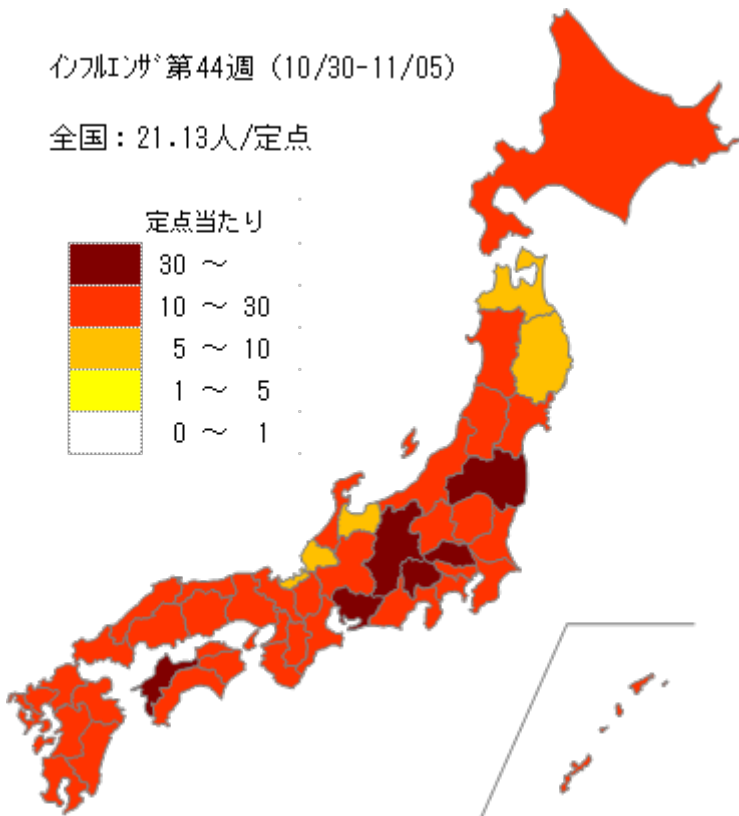 インフルエンザ第44週 (10/30-11/05)
全国：21.13人/定点
定点当たり
30 ～
10 ～ 30
5 ～ 10
1 ～ 5
0 ～ 1